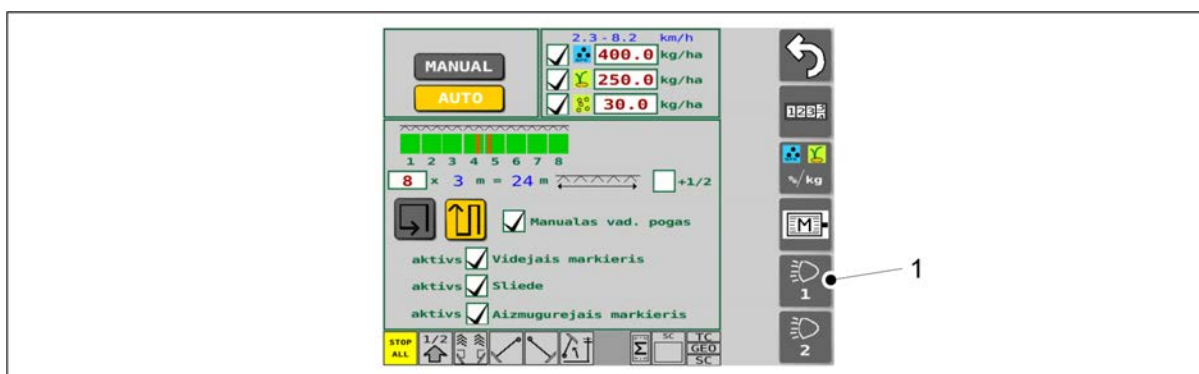 2.3-8.2 km/h
MANUAL
400.0 kg/ha
AUTO
250.0 kg/ha
30.0 kg/ha
1 2 3 4 5 6 7 8
8 x 3 m = 24 m +1/2
Manualas vad. pogas
aktivs Videjais markieris
aktivs Sliede
aktivs Aizmugurejais markieris
STOP ALL
1/2
Σ
SC
TC
GEO
SC
%/kg
M
1
2
1